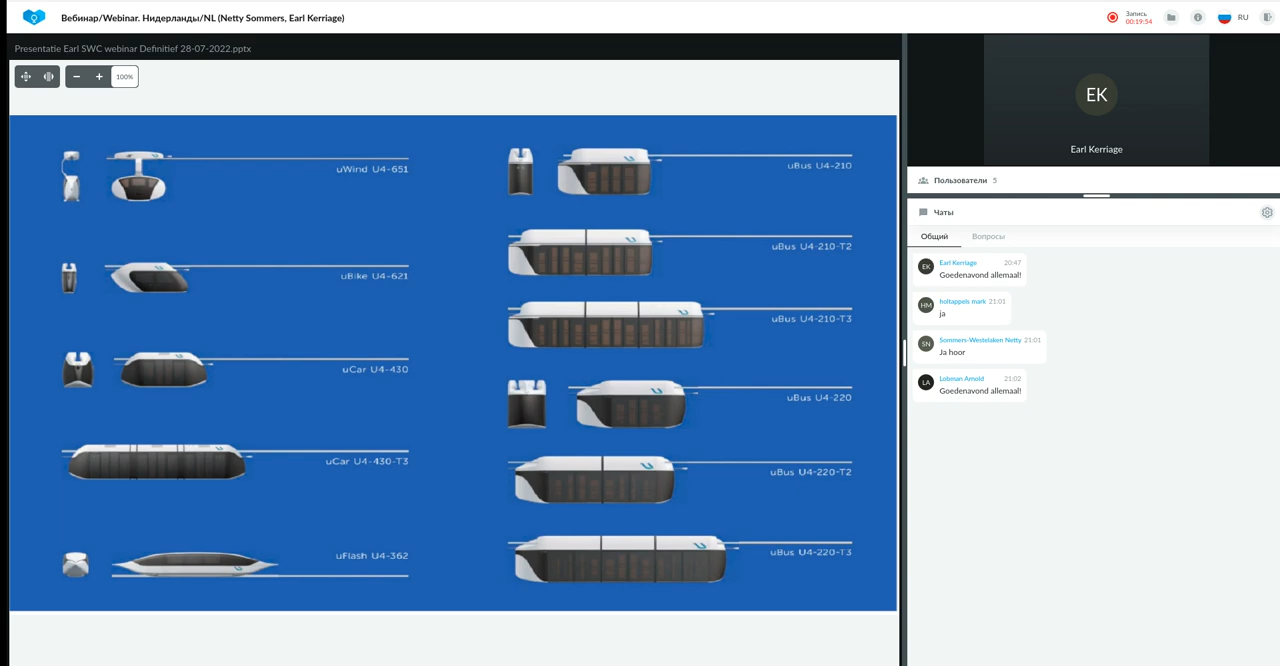 Вебинар/Webinar. Нидерланды/NL (Netty Sommers, Earl Kerriage)
Запись
00:19:54
RU
Presentatie Earl SWC webinar Definitief 28-07-2022.pptx
100%
uWind U4-651
uBike U4-621
uCar U4-430
uCar U4-430-T3
uFlash U4-362
uBus U4-210
uBus U4-210-T2
uBus U4-210-T3
uBus U4-220
uBus U4-220-T2
uBus U4-220-T3
EK
Earl Kerriage
Пользователи 5
Чаты
Общий Вопросы
EK Earl Kerriage 20:47
Goedenavond allemaal!
HM holtappels mark 21:01
ja
SN Sommers-Westelaken Netty 21:01
Ja hoor
LA Lobman Arnold 21:02
Goedenavond allemaal!